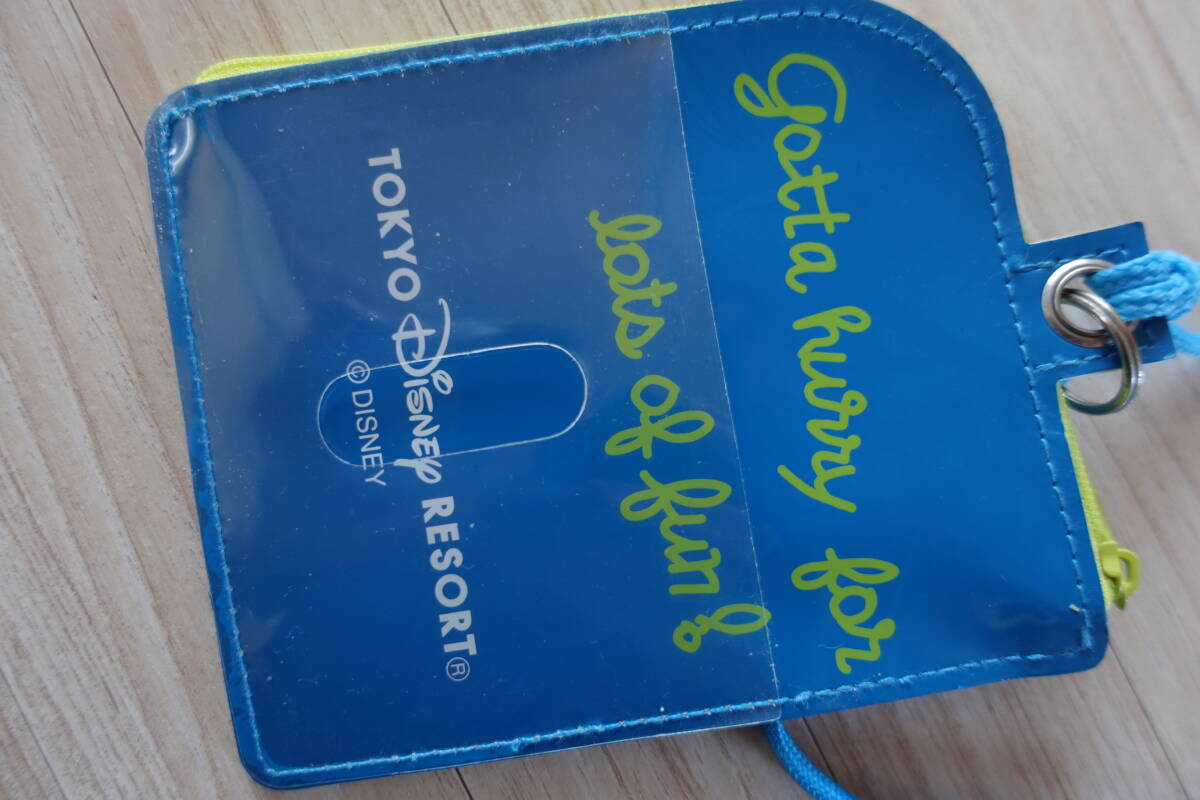 Gotta hurry for
lots of fun!
TOKYO DISNEY RESORT®
© DISNEY